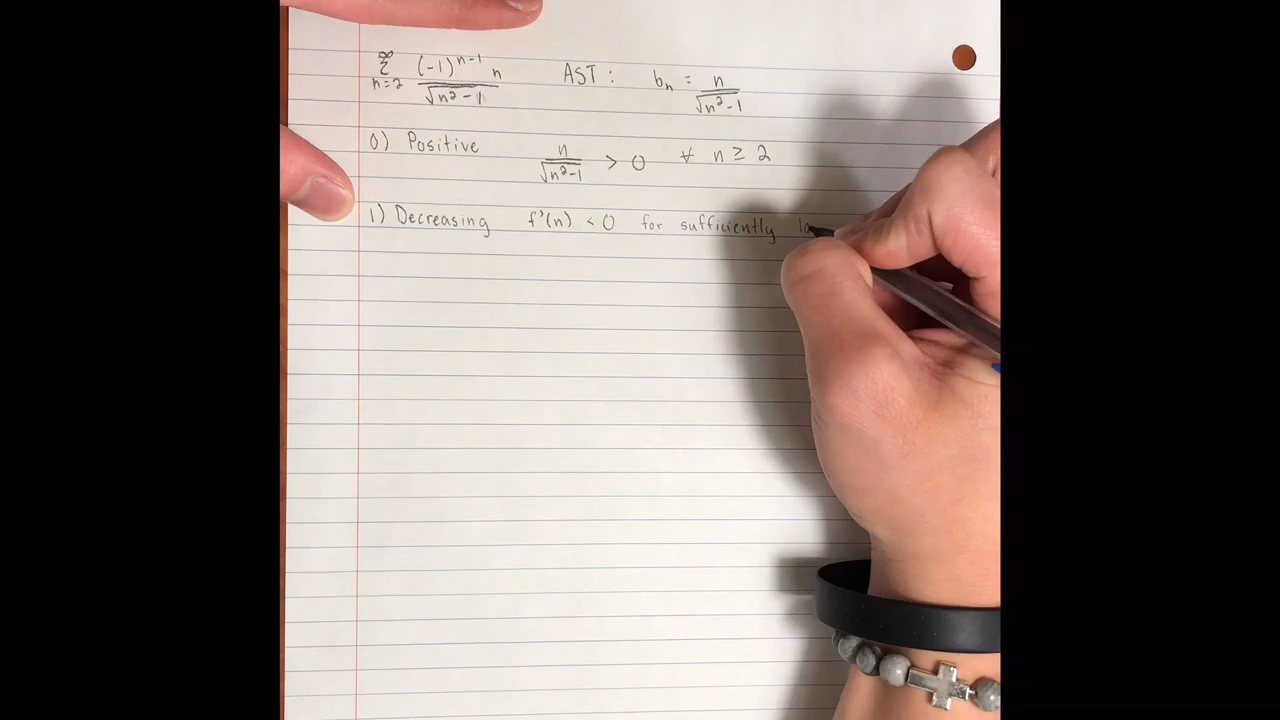 ∞ Σ n=2 (-1)^{n-1} n / √(n²-1) AST: bₙ = n / √(n²-1)
0) Positive n / √(n²-1) > 0 ∀ n ≥ 2
1) Decreasing f'(n) < 0 for sufficiently